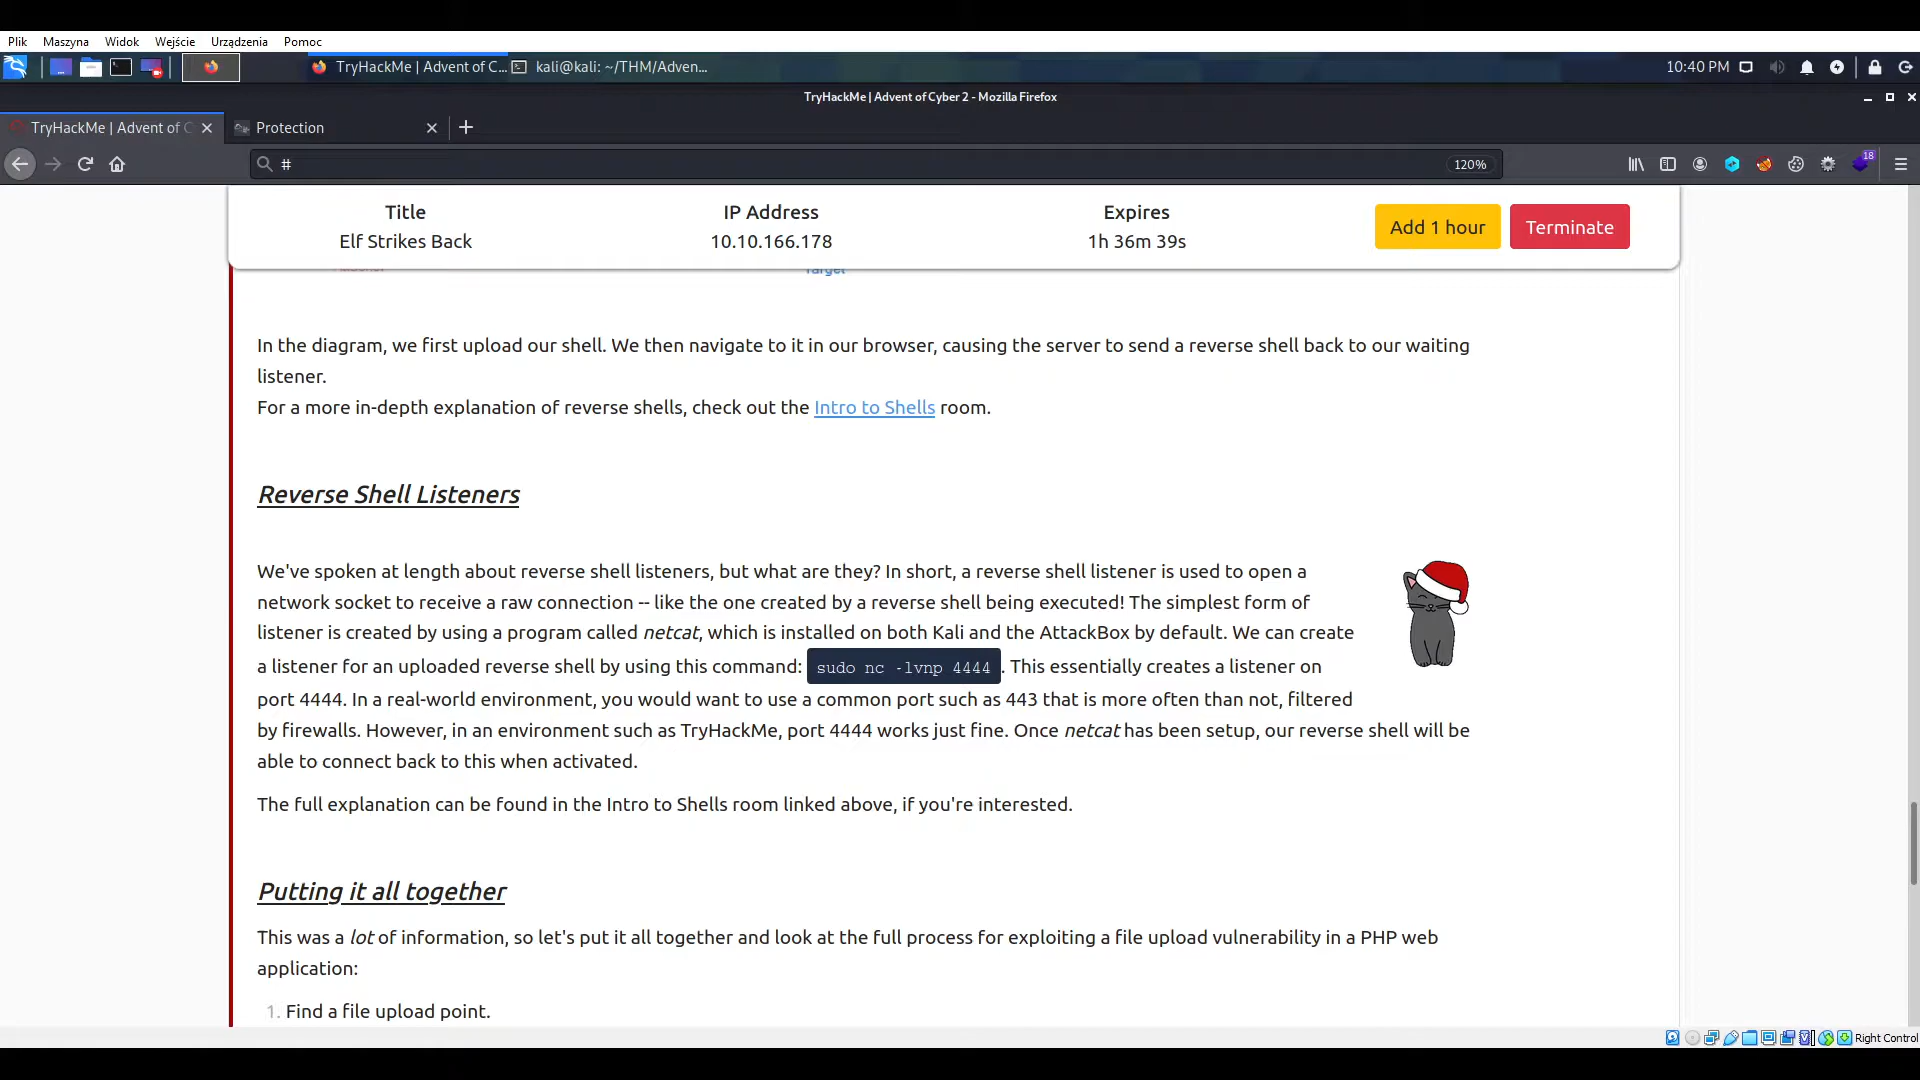 Plik Maszyna Widok Wejście Urządzenia Pomoc
TryHackMe | Advent of C... kali@kali: ~/THM/Adven... 10:40 PM
TryHackMe | Advent of Cyber 2 - Mozilla Firefox
TryHackMe | Advent of C Protection
# 120% 18
Title IP Address Expires
Elf Strikes Back 10.10.166.178 1h 36m 39s Add 1 hour Terminate
Target
In the diagram, we first upload our shell. We then navigate to it in our browser, causing the server to send a reverse shell back to our waiting
listener.
For a more in-depth explanation of reverse shells, check out the Intro to Shells room.
Reverse Shell Listeners
We've spoken at length about reverse shell listeners, but what are they? In short, a reverse shell listener is used to open a
network socket to receive a raw connection -- like the one created by a reverse shell being executed! The simplest form of
listener is created by using a program called netcat, which is installed on both Kali and the AttackBox by default. We can create
a listener for an uploaded reverse shell by using this command: sudo nc -lvnp 4444. This essentially creates a listener on
port 4444. In a real-world environment, you would want to use a common port such as 443 that is more often than not, filtered
by firewalls. However, in an environment such as TryHackMe, port 4444 works just fine. Once netcat has been setup, our reverse shell will be
able to connect back to this when activated.
The full explanation can be found in the Intro to Shells room linked above, if you're interested.
Putting it all together
This was a lot of information, so let's put it all together and look at the full process for exploiting a file upload vulnerability in a PHP web
application:
1. Find a file upload point.
Right Control